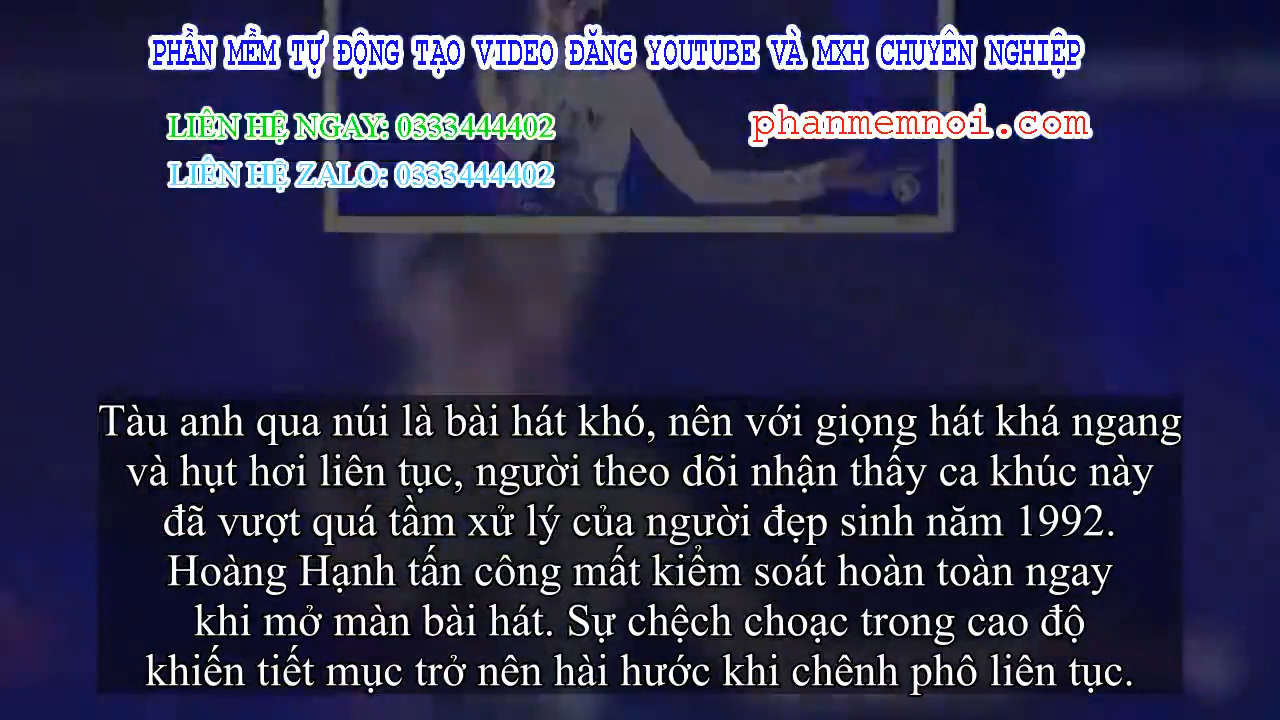 PHẦN MỀM TỰ ĐỘNG TẠO VIDEO ĐĂNG YOUTUBE VÀ MXH CHUYÊN NGHIỆP
LIÊN HỆ NGAY: 0333444402
phanmemnoi.com
LIÊN HỆ ZALO: 0333444402
Tàu anh qua núi là bài hát khó, nên với giọng hát khá ngang
và hụt hơi liên tục, người theo dõi nhận thấy ca khúc này
đã vượt quá tầm xử lý của người đẹp sinh năm 1992.
Hoàng Hạnh tấn công mất kiểm soát hoàn toàn ngay
khi mở màn bài hát. Sự chệch choạc trong cao độ
khiến tiết mục trở nên hài hước khi chênh phô liên tục.